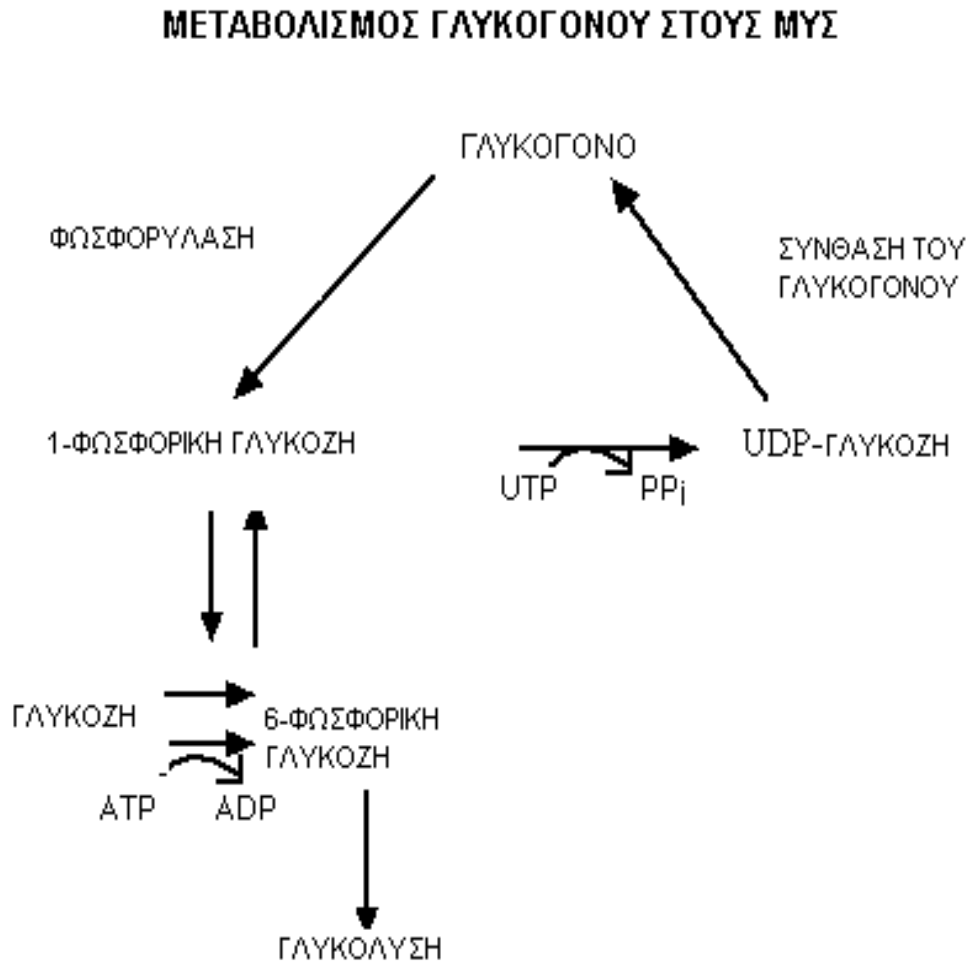 ΜΕΤΑΒΟΛΙΣΜΟΣ ΓΛΥΚΟΓΟΝΟΥ ΣΤΟΥΣ ΜΥΣ
ΓΛΥΚΟΓΟΝΟ
ΦΩΣΦΟΡΥΛΑΣΗ
ΣΥΝΘΑΣΗ ΤΟΥ
ΓΛΥΚΟΓΟΝΟΥ
1-ΦΩΣΦΟΡΙΚΗ ΓΛΥΚΟΖΗ
UDP-ΓΛΥΚΟΖΗ
UTP
PPi
ΓΛΥΚΟΖΗ
6-ΦΩΣΦΟΡΙΚΗ
ΓΛΥΚΟΖΗ
ATP
ADP
ΓΛΥΚΟΛΥΣΗ